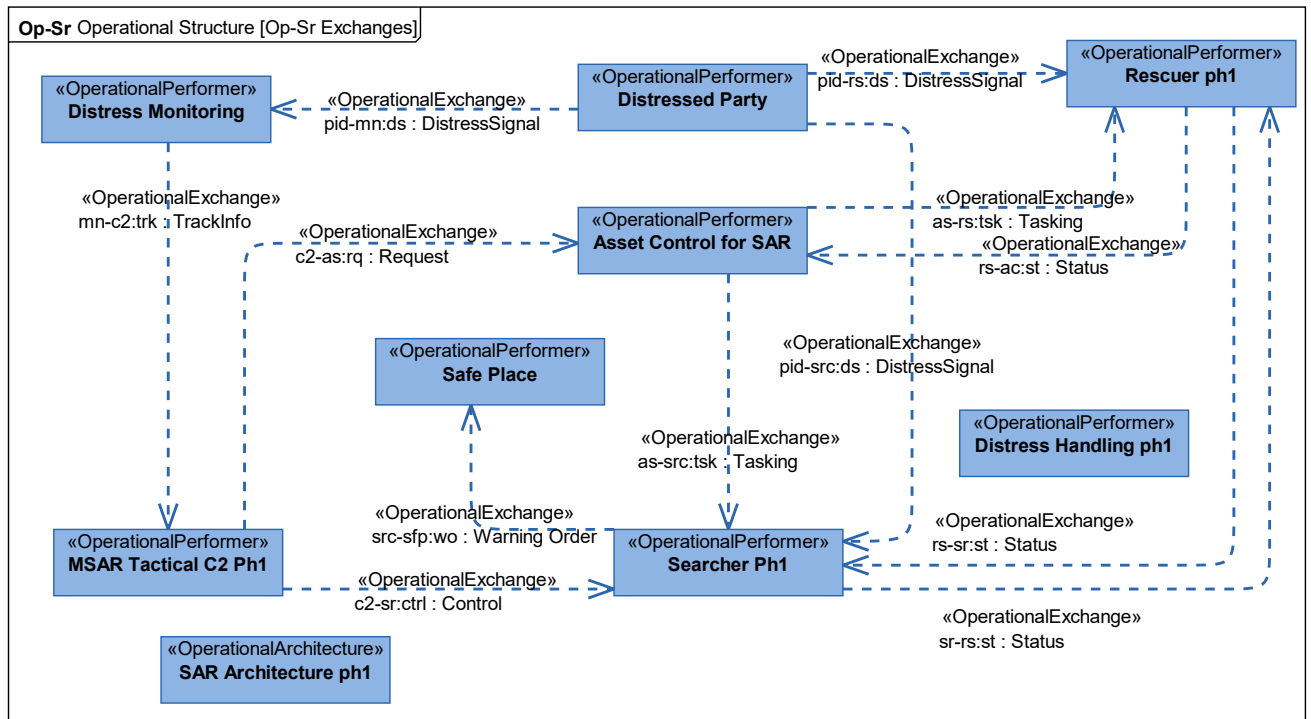 Op-Sr Operational Structure [Op-Sr Exchanges]
«OperationalPerformer»
Distress Monitoring
«OperationalExchange»
pid-mn:ds : DistressSignal
«OperationalPerformer»
Distressed Party
«OperationalExchange»
pid-rs:ds : DistressSignal
«OperationalPerformer»
Rescuer ph1
«OperationalExchange»
mn-c2:trk : TrackInfo
«OperationalExchange»
c2-as:rq : Request
«OperationalPerformer»
Asset Control for SAR
«OperationalExchange»
as-rs:tsk : Tasking
«OperationalExchange»
rs-ac:st : Status
«OperationalPerformer»
Safe Place
«OperationalExchange»
pid-src:ds : DistressSignal
«OperationalExchange»
as-src:tsk : Tasking
«OperationalPerformer»
Distress Handling ph1
«OperationalExchange»
src-sfp:wo : Warning Order
«OperationalExchange»
rs-sr:st : Status
«OperationalPerformer»
MSAR Tactical C2 Ph1
«OperationalExchange»
c2-sr:ctrl : Control
«OperationalPerformer»
Searcher Ph1
«OperationalExchange»
sr-rs:st : Status
«OperationalArchitecture»
SAR Architecture ph1